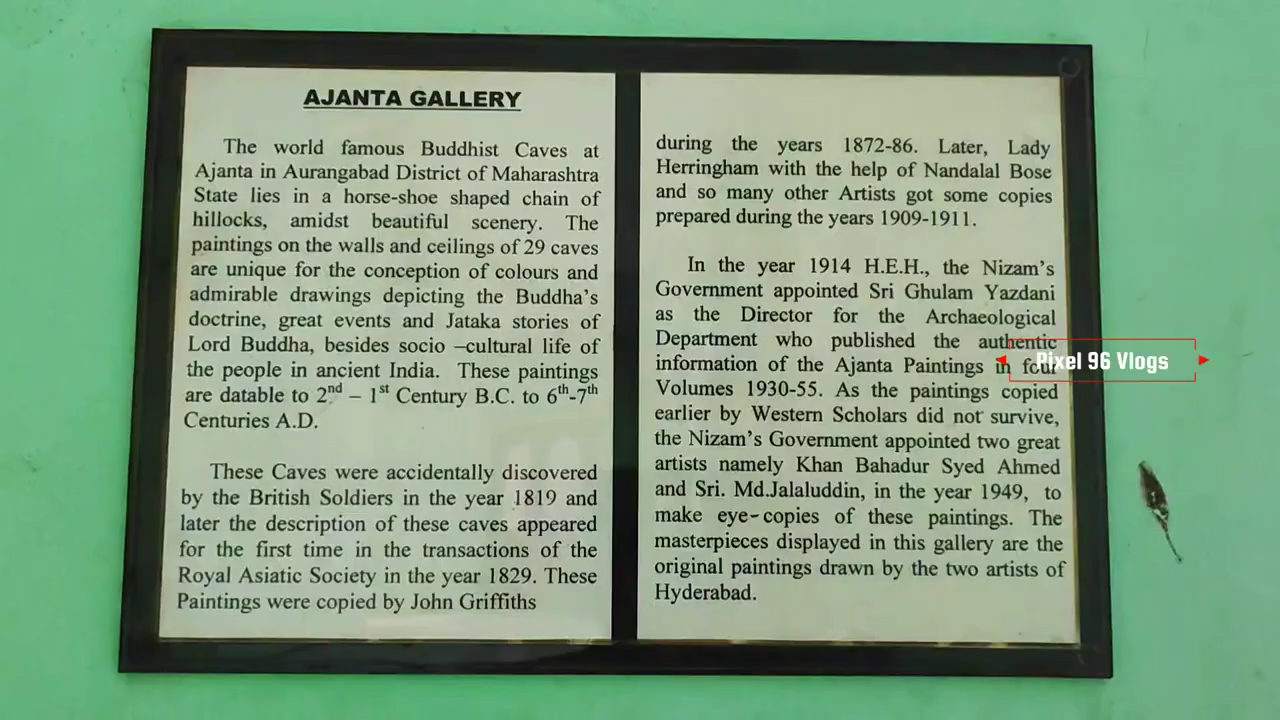 AJANTA GALLERY
The world famous Buddhist Caves at
Ajanta in Aurangabad District of Maharashtra
State lies in a horse-shoe shaped chain of
hillocks, amidst beautiful scenery. The
paintings on the walls and ceilings of 29 caves
are unique for the conception of colours and
admirable drawings depicting the Buddha's
doctrine, great events and Jataka stories of
Lord Buddha, besides socio –cultural life of
the people in ancient India. These paintings
are datable to 2nd – 1st Century B.C. to 6th-7th
Centuries A.D.
These Caves were accidentally discovered
by the British Soldiers in the year 1819 and
later the description of these caves appeared
for the first time in the transactions of the
Royal Asiatic Society in the year 1829. These
Paintings were copied by John Griffiths
during the years 1872-86. Later, Lady
Herringham with the help of Nandalal Bose
and so many other Artists got some copies
prepared during the years 1909-1911.
In the year 1914 H.E.H., the Nizam's
Government appointed Sri Ghulam Yazdani
as the Director for the Archaeological
Department who published the authentic
information of the Ajanta Paintings in four
Volumes 1930-55. As the paintings copied
earlier by Western Scholars did not survive,
the Nizam's Government appointed two great
artists namely Khan Bahadur Syed Ahmed
and Sri. Md.Jalaluddin, in the year 1949, to
make eye-copies of these paintings. The
masterpieces displayed in this gallery are the
original paintings drawn by the two artists of
Hyderabad.
Pixel 96 Vlogs